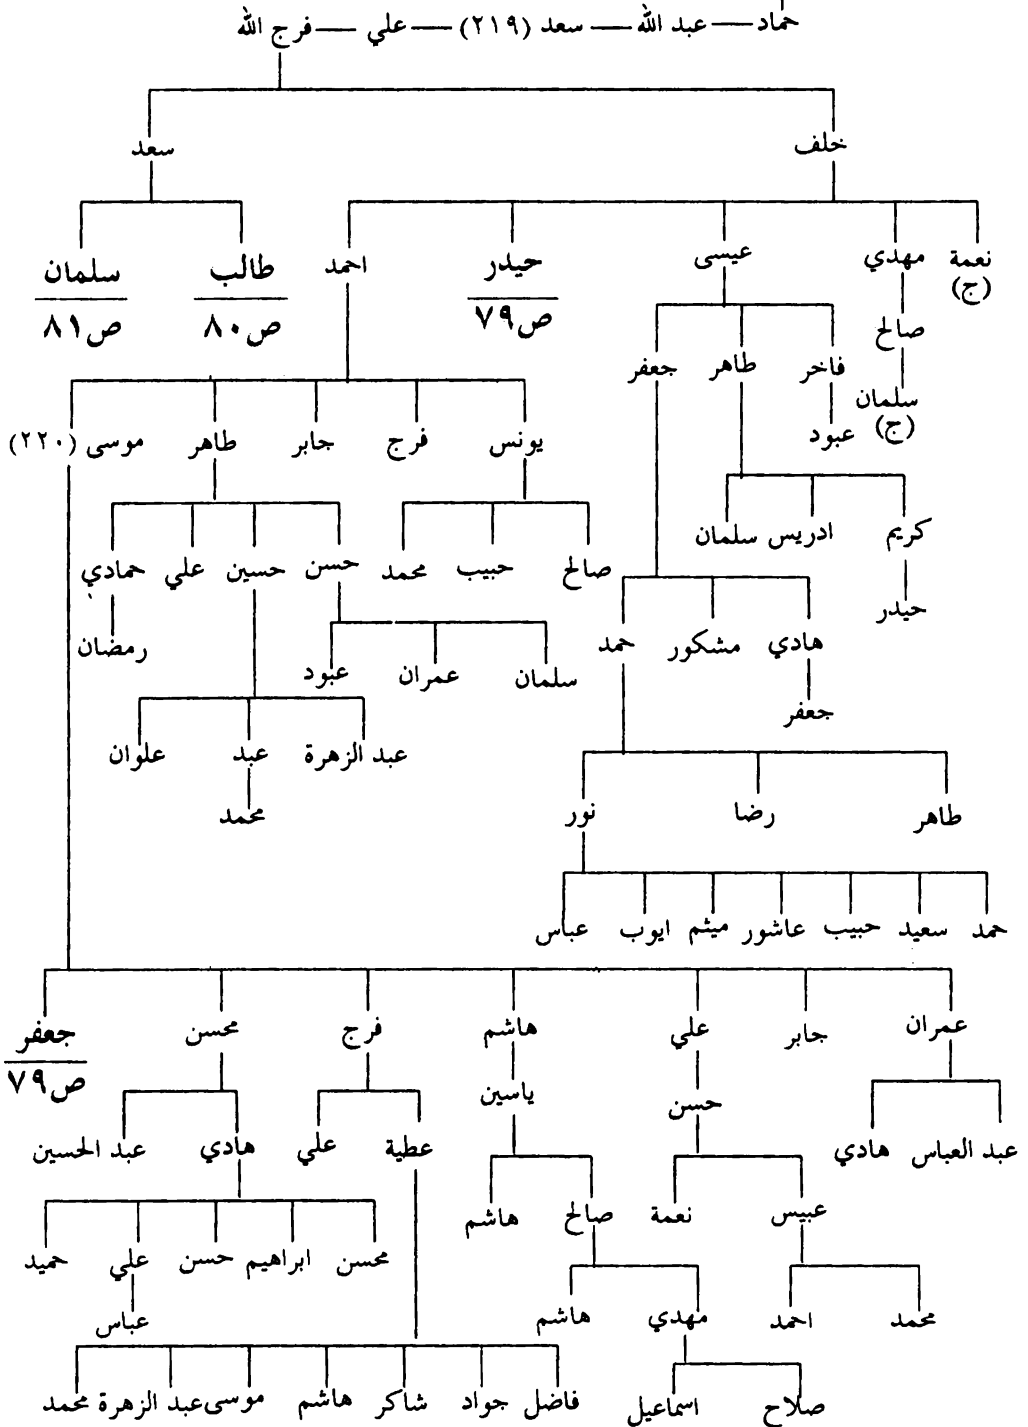 حمّاد — عبد الله — سعد (٢١٩) — علي — فرج الله
خلف سعد
نعمة مهدي عيسى حيدر احمد طالب سلمان
(ج) ص٧٩ ص٨٠ ص٨١
صالح
فاخر طاهر جعفر
سلمان
(ج) عبود
يونس فرج جابر طاهر موسى (٢٢٠)
كريم ادريس سلمان
صالح حبيب محمد حسن حسين علي حمادي
حيدر
هادي مشكور حمد
سلمان عمران عبود رمضان
جعفر
عبد الزهرة عبد علوان
محمد
طاهر رضا نور
حمد سعيد حبيب عاشور ميثم ايوب عباس
عمران جابر علي هاشم فرج محسن جعفر
ص٧٩
حسن ياسين
عبد العباس هادي عطية علي هادي عبد الحسين
عبيس نعمة صالح هاشم
محسن ابراهيم حسن علي حميد
محمد احمد مهدي هاشم عباس
صلاح اسماعيل فاضل جواد شاكر هاشم موسى عبد الزهرة محمد